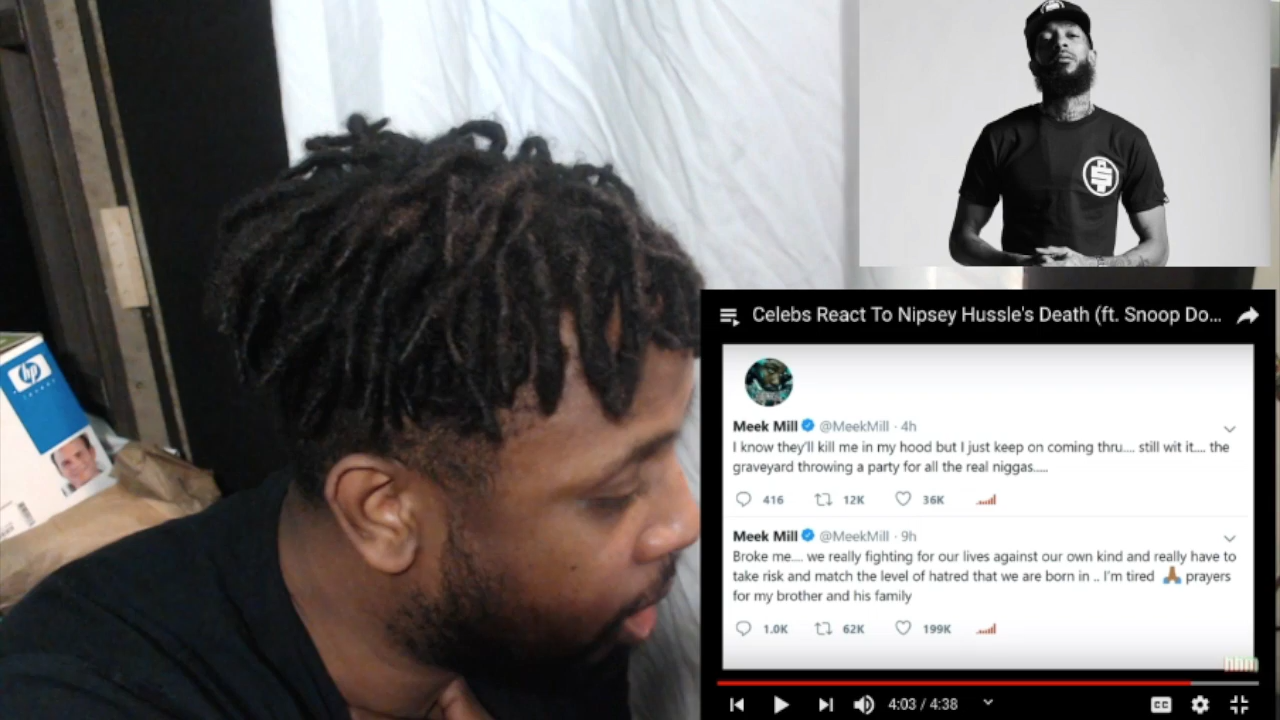 hp
Celebs React To Nipsey Hussle's Death (ft. Snoop Do...
Meek Mill @MeekMill · 4h
I know they'll kill me in my hood but I just keep on coming thru.... still wit it.... the
graveyard throwing a party for all the real niggas.....
416 12K 36K
Meek Mill @MeekMill · 9h
Broke me.... we really fighting for our lives against our own kind and really have to
take risk and match the level of hatred that we are born in .. I'm tired 🙏🏾 prayers
for my brother and his family
1.0K 62K 199K
4:03 / 4:38
CC